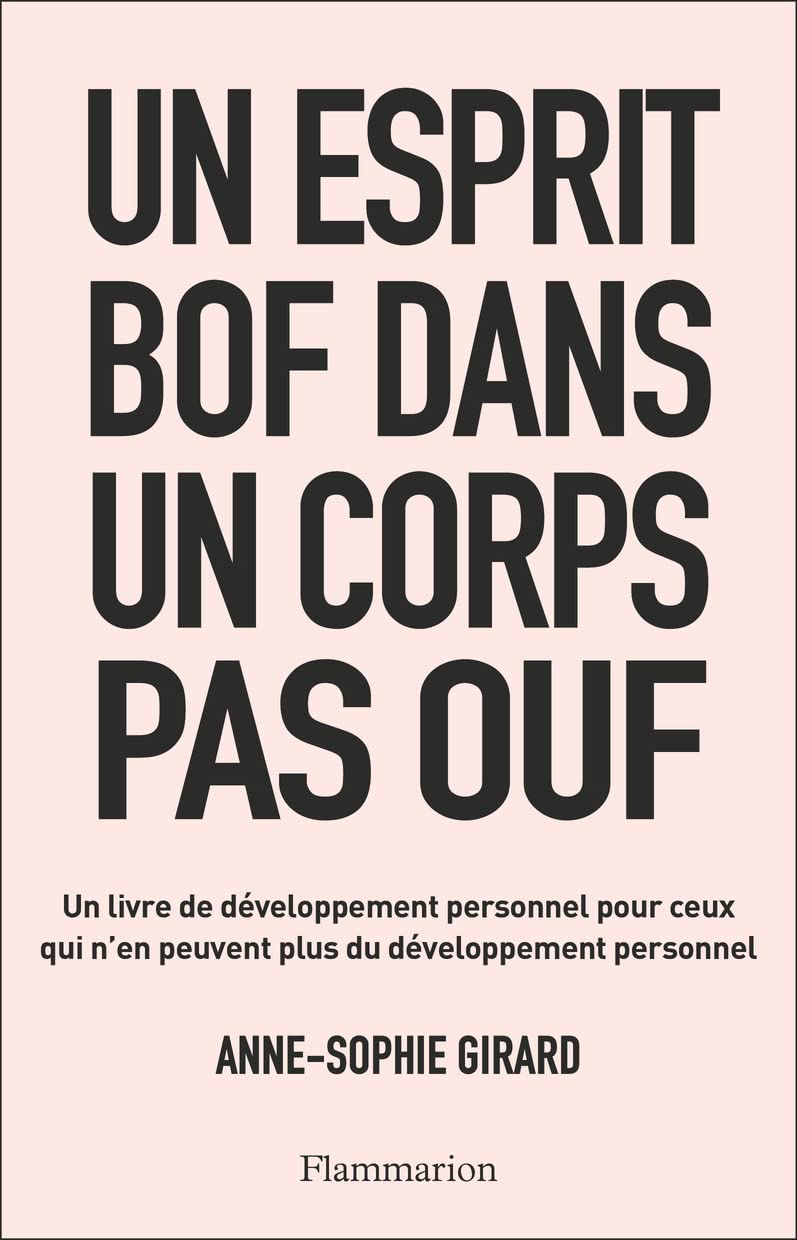 UN ESPRIT
BOF DANS
UN CORPS
PAS OUF
Un livre de développement personnel pour ceux
qui n’en peuvent plus du développement personnel
ANNE-SOPHIE GIRARD
Flammarion